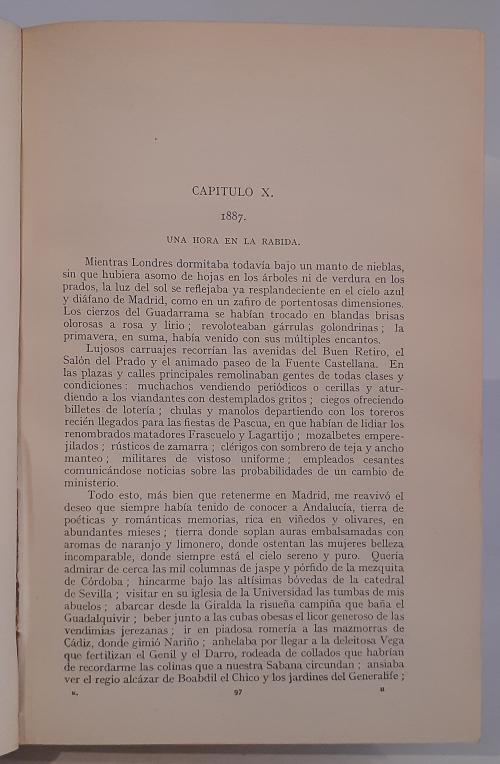 CAPITULO X.
1887.
UNA HORA EN LA RABIDA.
Mientras Londres dormitaba todavía bajo un manto de nieblas,
sin que hubiera asomo de hojas en los árboles ni de verdura en los
prados, la luz del sol se reflejaba ya resplandeciente en el cielo azul
y diáfano de Madrid, como en un zafiro de portentosas dimensiones.
Los cierzos del Guadarrama se habían trocado en blandas brisas
olorosas a rosa y lirio ; revoloteaban gárrulas golondrinas ; la
primavera, en suma, había venido con sus múltiples encantos.
Lujosos carruajes recorrían las avenidas del Buen Retiro, el
Salón del Prado y el animado paseo de la Fuente Castellana. En
las plazas y calles principales remolinaban gentes de todas clases y
condiciones : muchachos vendiendo periódicos o cerillas y atur-
diendo a los viandantes con destemplados gritos ; ciegos ofreciendo
billetes de lotería ; chulas y manolos departiendo con los toreros
recién llegados para las fiestas de Pascua, en que habían de lidiar los
renombrados matadores Frascuelo y Lagartijo ; mozalbetes empere-
jilados ; rústicos de zamarra ; clérigos con sombrero de teja y ancho
manteo ; militares de vistoso uniforme ; empleados cesantes
comunicándose noticias sobre las probabilidades de un cambio de
ministerio.
Todo esto, más bien que retenerme en Madrid, me reavivó el
deseo que siempre había tenido de conocer a Andalucía, tierra de
poéticas y románticas memorias, rica en viñedos y olivares, en
abundantes mieses ; tierra donde soplan auras embalsamadas con
aromas de naranjo y limonero, donde ostentan las mujeres belleza
incomparable, donde siempre está el cielo sereno y puro. Quería
admirar de cerca las mil columnas de jaspe y pórfido de la mezquita
de Córdoba ; hincarme bajo las altísimas bóvedas de la catedral
de Sevilla ; visitar en su iglesia de la Universidad las tumbas de mis
abuelos ; abarcar desde la Giralda la risueña campiña que baña el
Guadalquivir ; beber junto a las cubas obesas el licor generoso de las
vendimias jerezanas ; ir en piadosa romería a las mazmorras de
Cádiz, donde gimió Nariño ; anhelaba por llegar a la deleitosa Vega
que fertilizan el Genil y el Darro, rodeada de collados que habrían
de recordarme las colinas que a nuestra Sabana circundan ; ansiaba
ver el regio alcázar de Boabdil el Chico y los jardines del Generalife ;
97
H